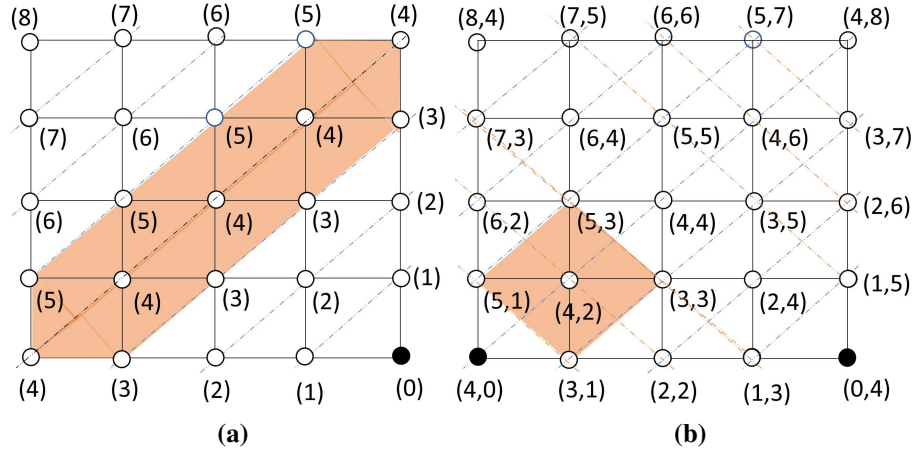 (8) (7) (6) (5) (4) (8,4) (7,5) (6,6) (5,7) (4,8)
(7) (6) (5) (4) (3) (7,3) (6,4) (5,5) (4,6) (3,7)
(6) (5) (4) (3) (2) (6,2) (5,3) (4,4) (3,5) (2,6)
(5) (4) (3) (2) (1) (5,1) (4,2) (3,3) (2,4) (1,5)
(4) (3) (2) (1) (0) (4,0) (3,1) (2,2) (1,3) (0,4)
(a) (b)